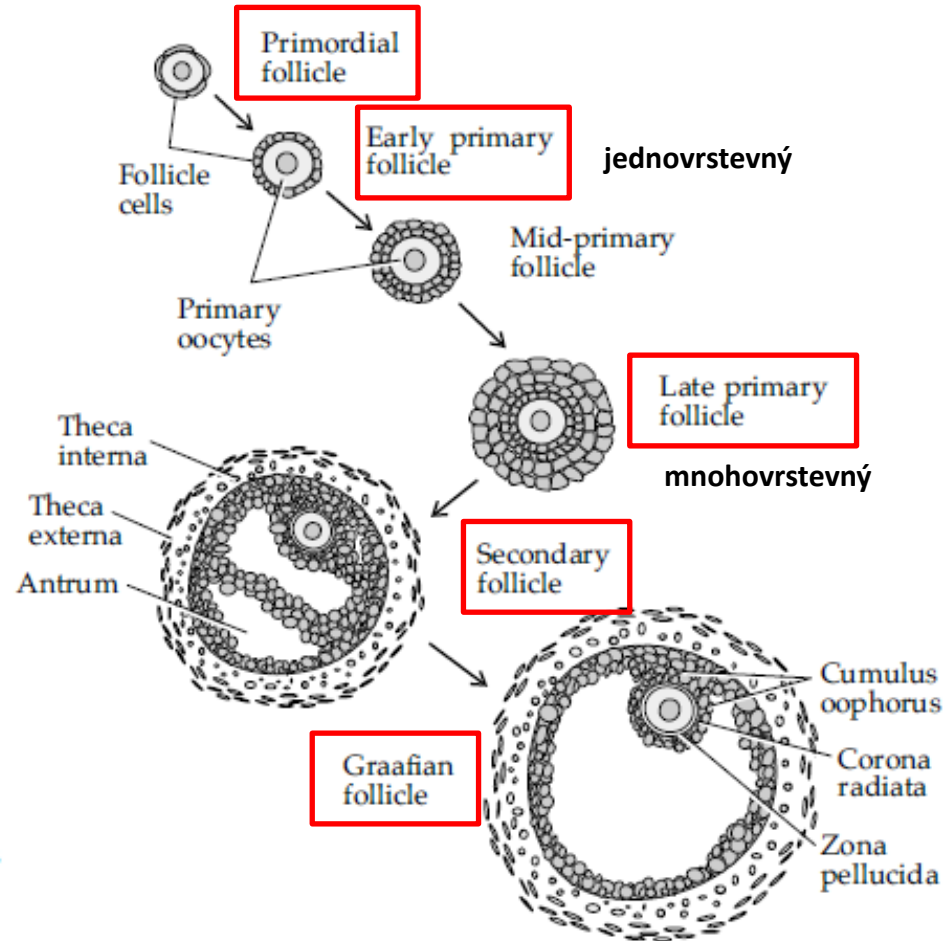 Primordial
follicle
Early primary
follicle
jednovrstevný
Follicle
cells
Mid-primary
follicle
Primary
oocytes
Late primary
follicle
mnohovrstevný
Theca
interna
Theca
externa
Antrum
Secondary
follicle
Cumulus
oophorus
Corona
radiata
Graafian
follicle
Zona
pellucida